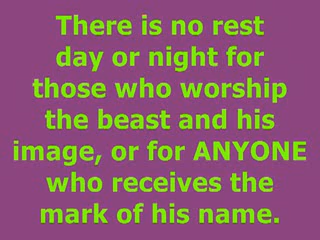 There is no rest
day or night for
those who worship
the beast and his
image, or for ANYONE
who receives the
mark of his name.